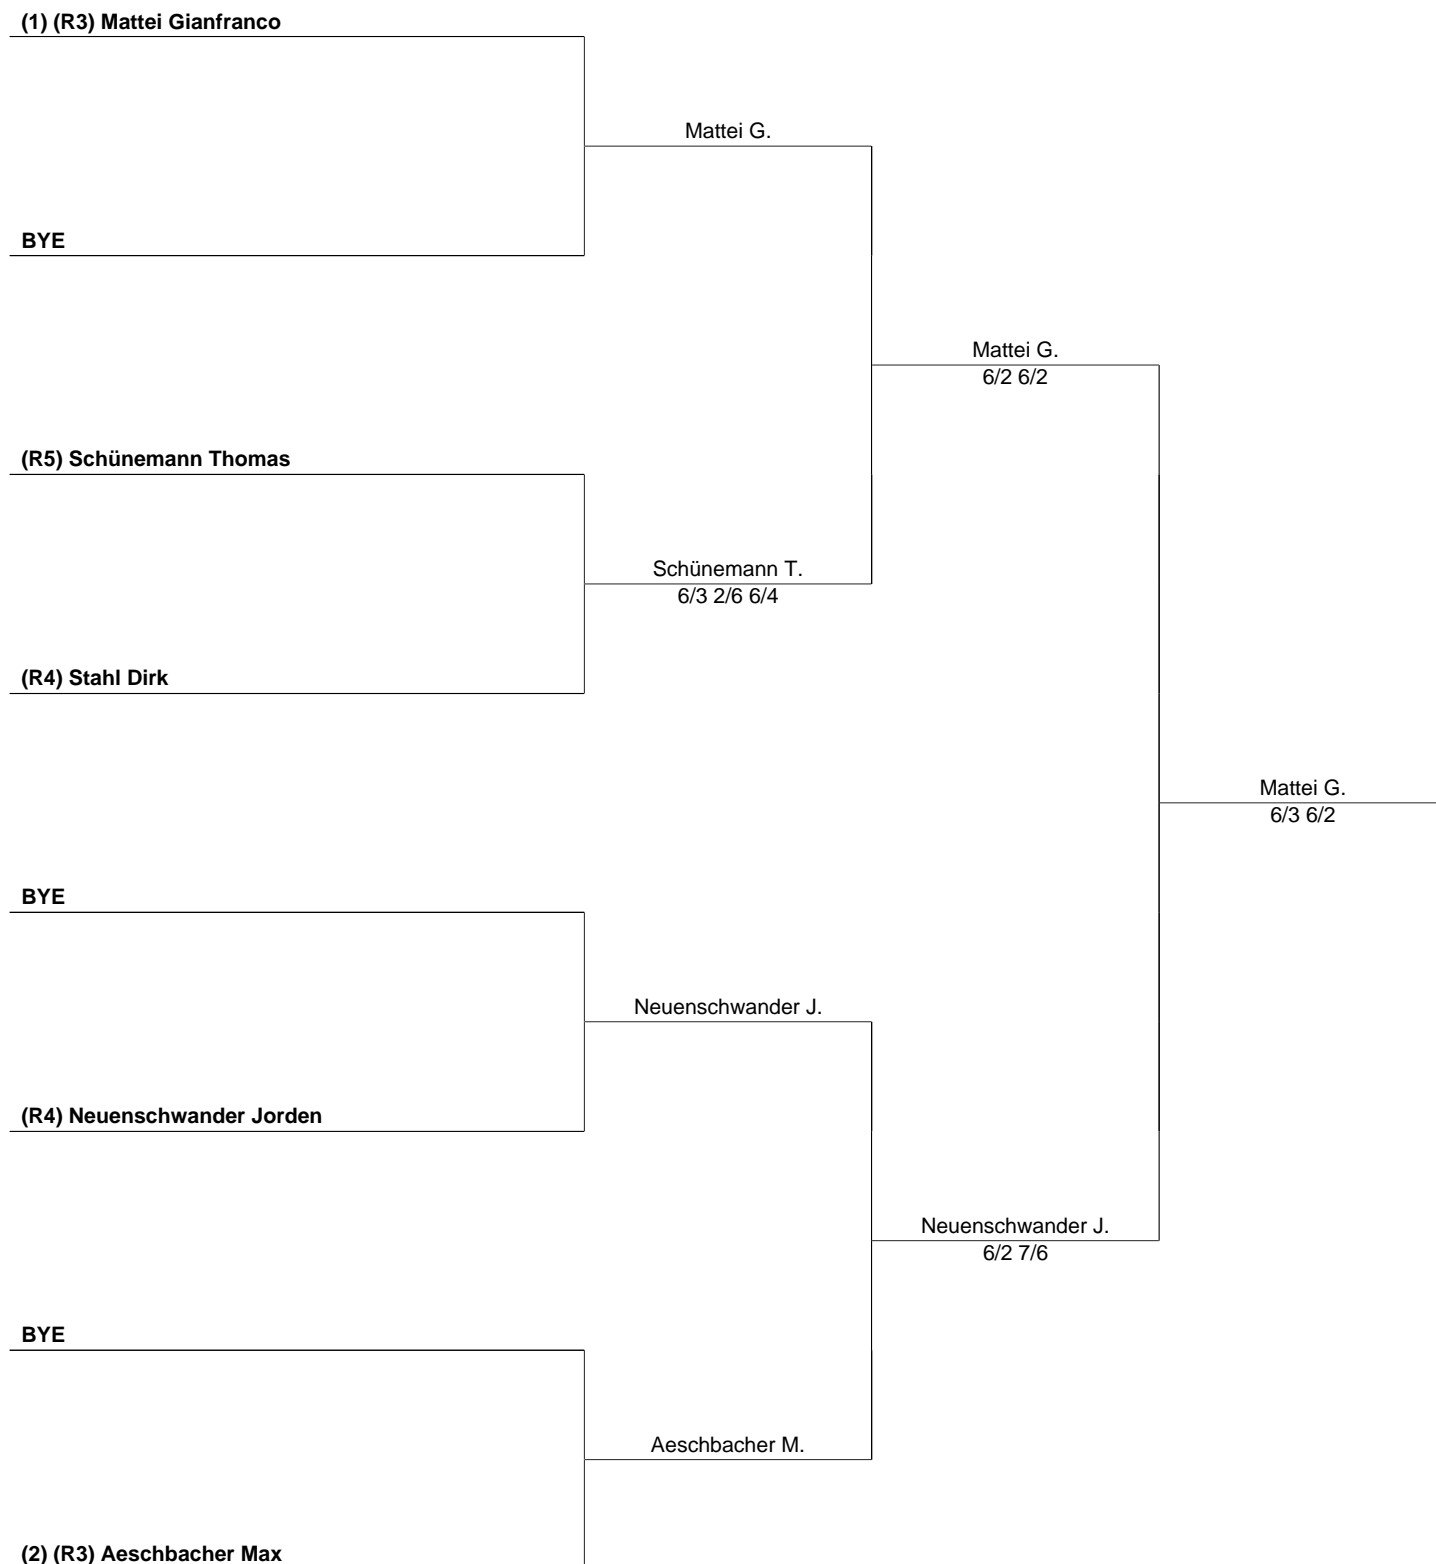 (1) (R3) Mattei Gianfranco
Mattei G.
BYE
Mattei G.
6/2 6/2
(R5) Schünemann Thomas
Schünemann T.
6/3 2/6 6/4
(R4) Stahl Dirk
Mattei G.
6/3 6/2
BYE
Neuenschwander J.
(R4) Neuenschwander Jorden
Neuenschwander J.
6/2 7/6
BYE
Aeschbacher M.
(2) (R3) Aeschbacher Max